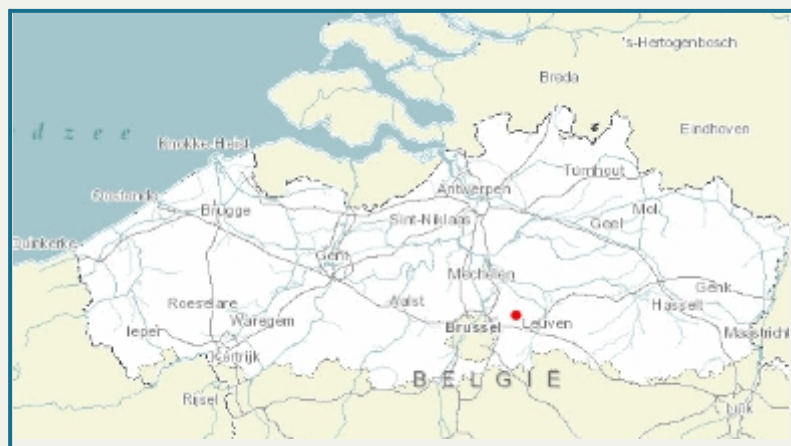 's-Hertogenbosch
Breda
Eindhoven
d z e e
Knokke-Heist
Turnhout
Oostende
Antwerpen
Brugge
Sint-Niklaas
Geel
Mol
Duinkerke
Gent
Mechelen
Genk
Roeselare
Aalst
Hasselt
Ieper
Waregem
Brussel
Leuven
Maastricht
Kortrijk
BELGIË
Rijsel
Luik